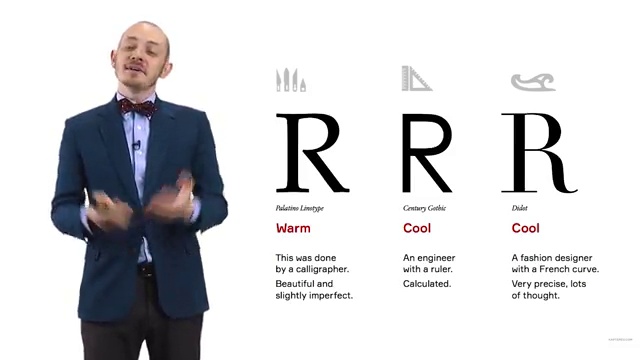 R R R
Palatino Linotype
Century Gothic
Didot
Warm
Cool
Cool
This was done
by a calligrapher.
Beautiful and
slightly imperfect.
An engineer
with a ruler.
Calculated.
A fashion designer
with a French curve.
Very precise, lots
of thought.